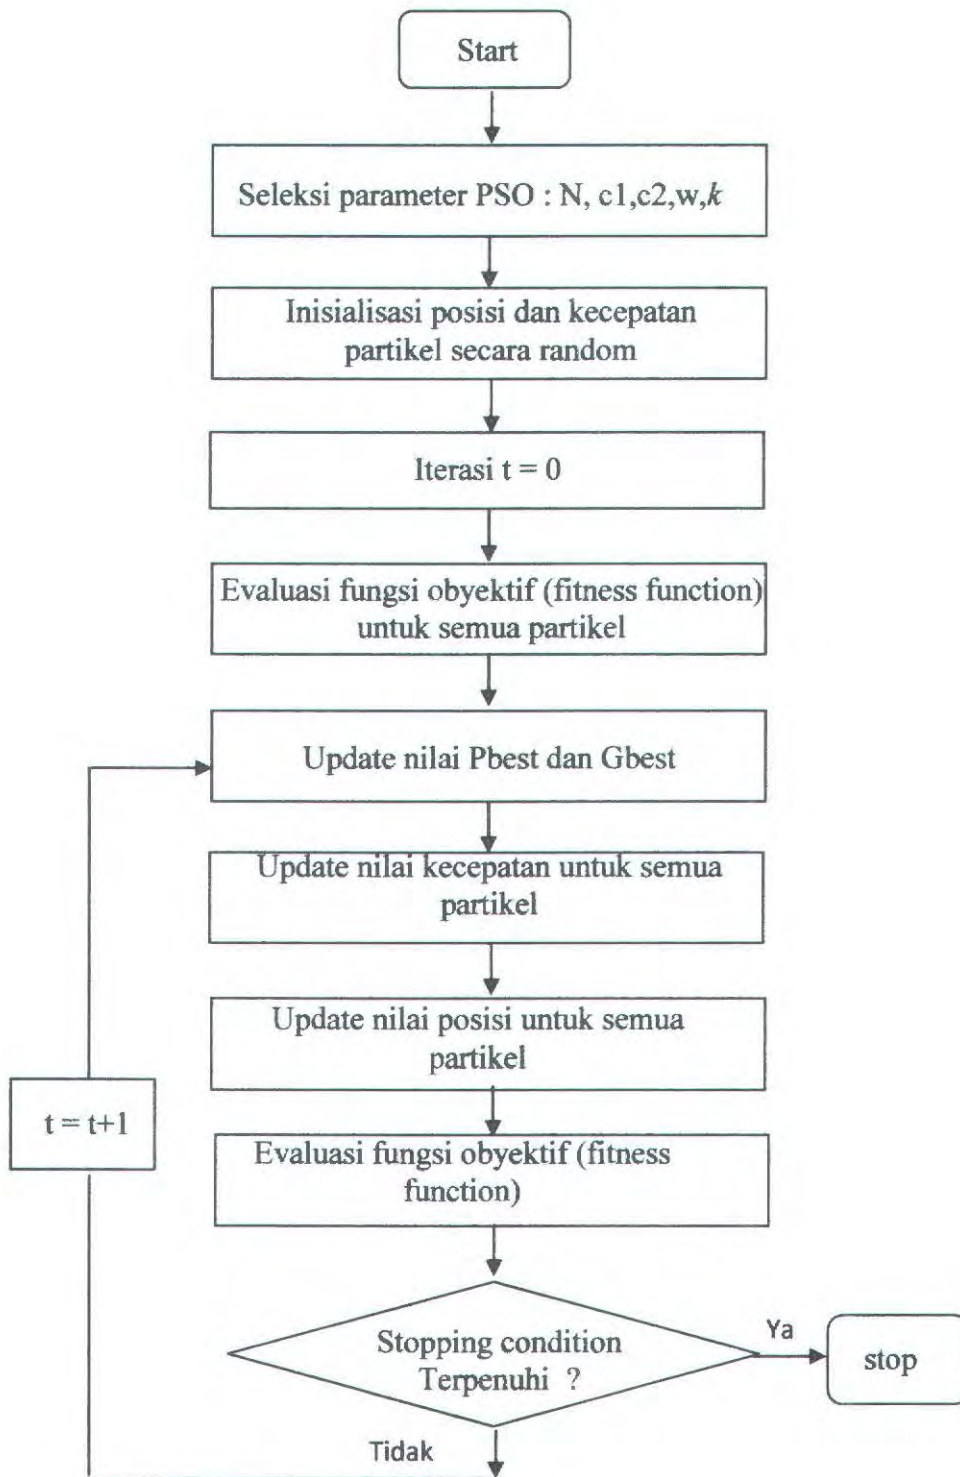 Start
Seleksi parameter PSO : N, c1,c2,w,k
Inisialisasi posisi dan kecepatan
partikel secara random
Iterasi t = 0
Evaluasi fungsi obyektif (fitness function)
untuk semua partikel
Update nilai Pbest dan Gbest
Update nilai kecepatan untuk semua
partikel
Update nilai posisi untuk semua
partikel
t = t+1
Evaluasi fungsi obyektif (fitness
function)
Stopping condition
Terpenuhi ?
Ya
stop
Tidak